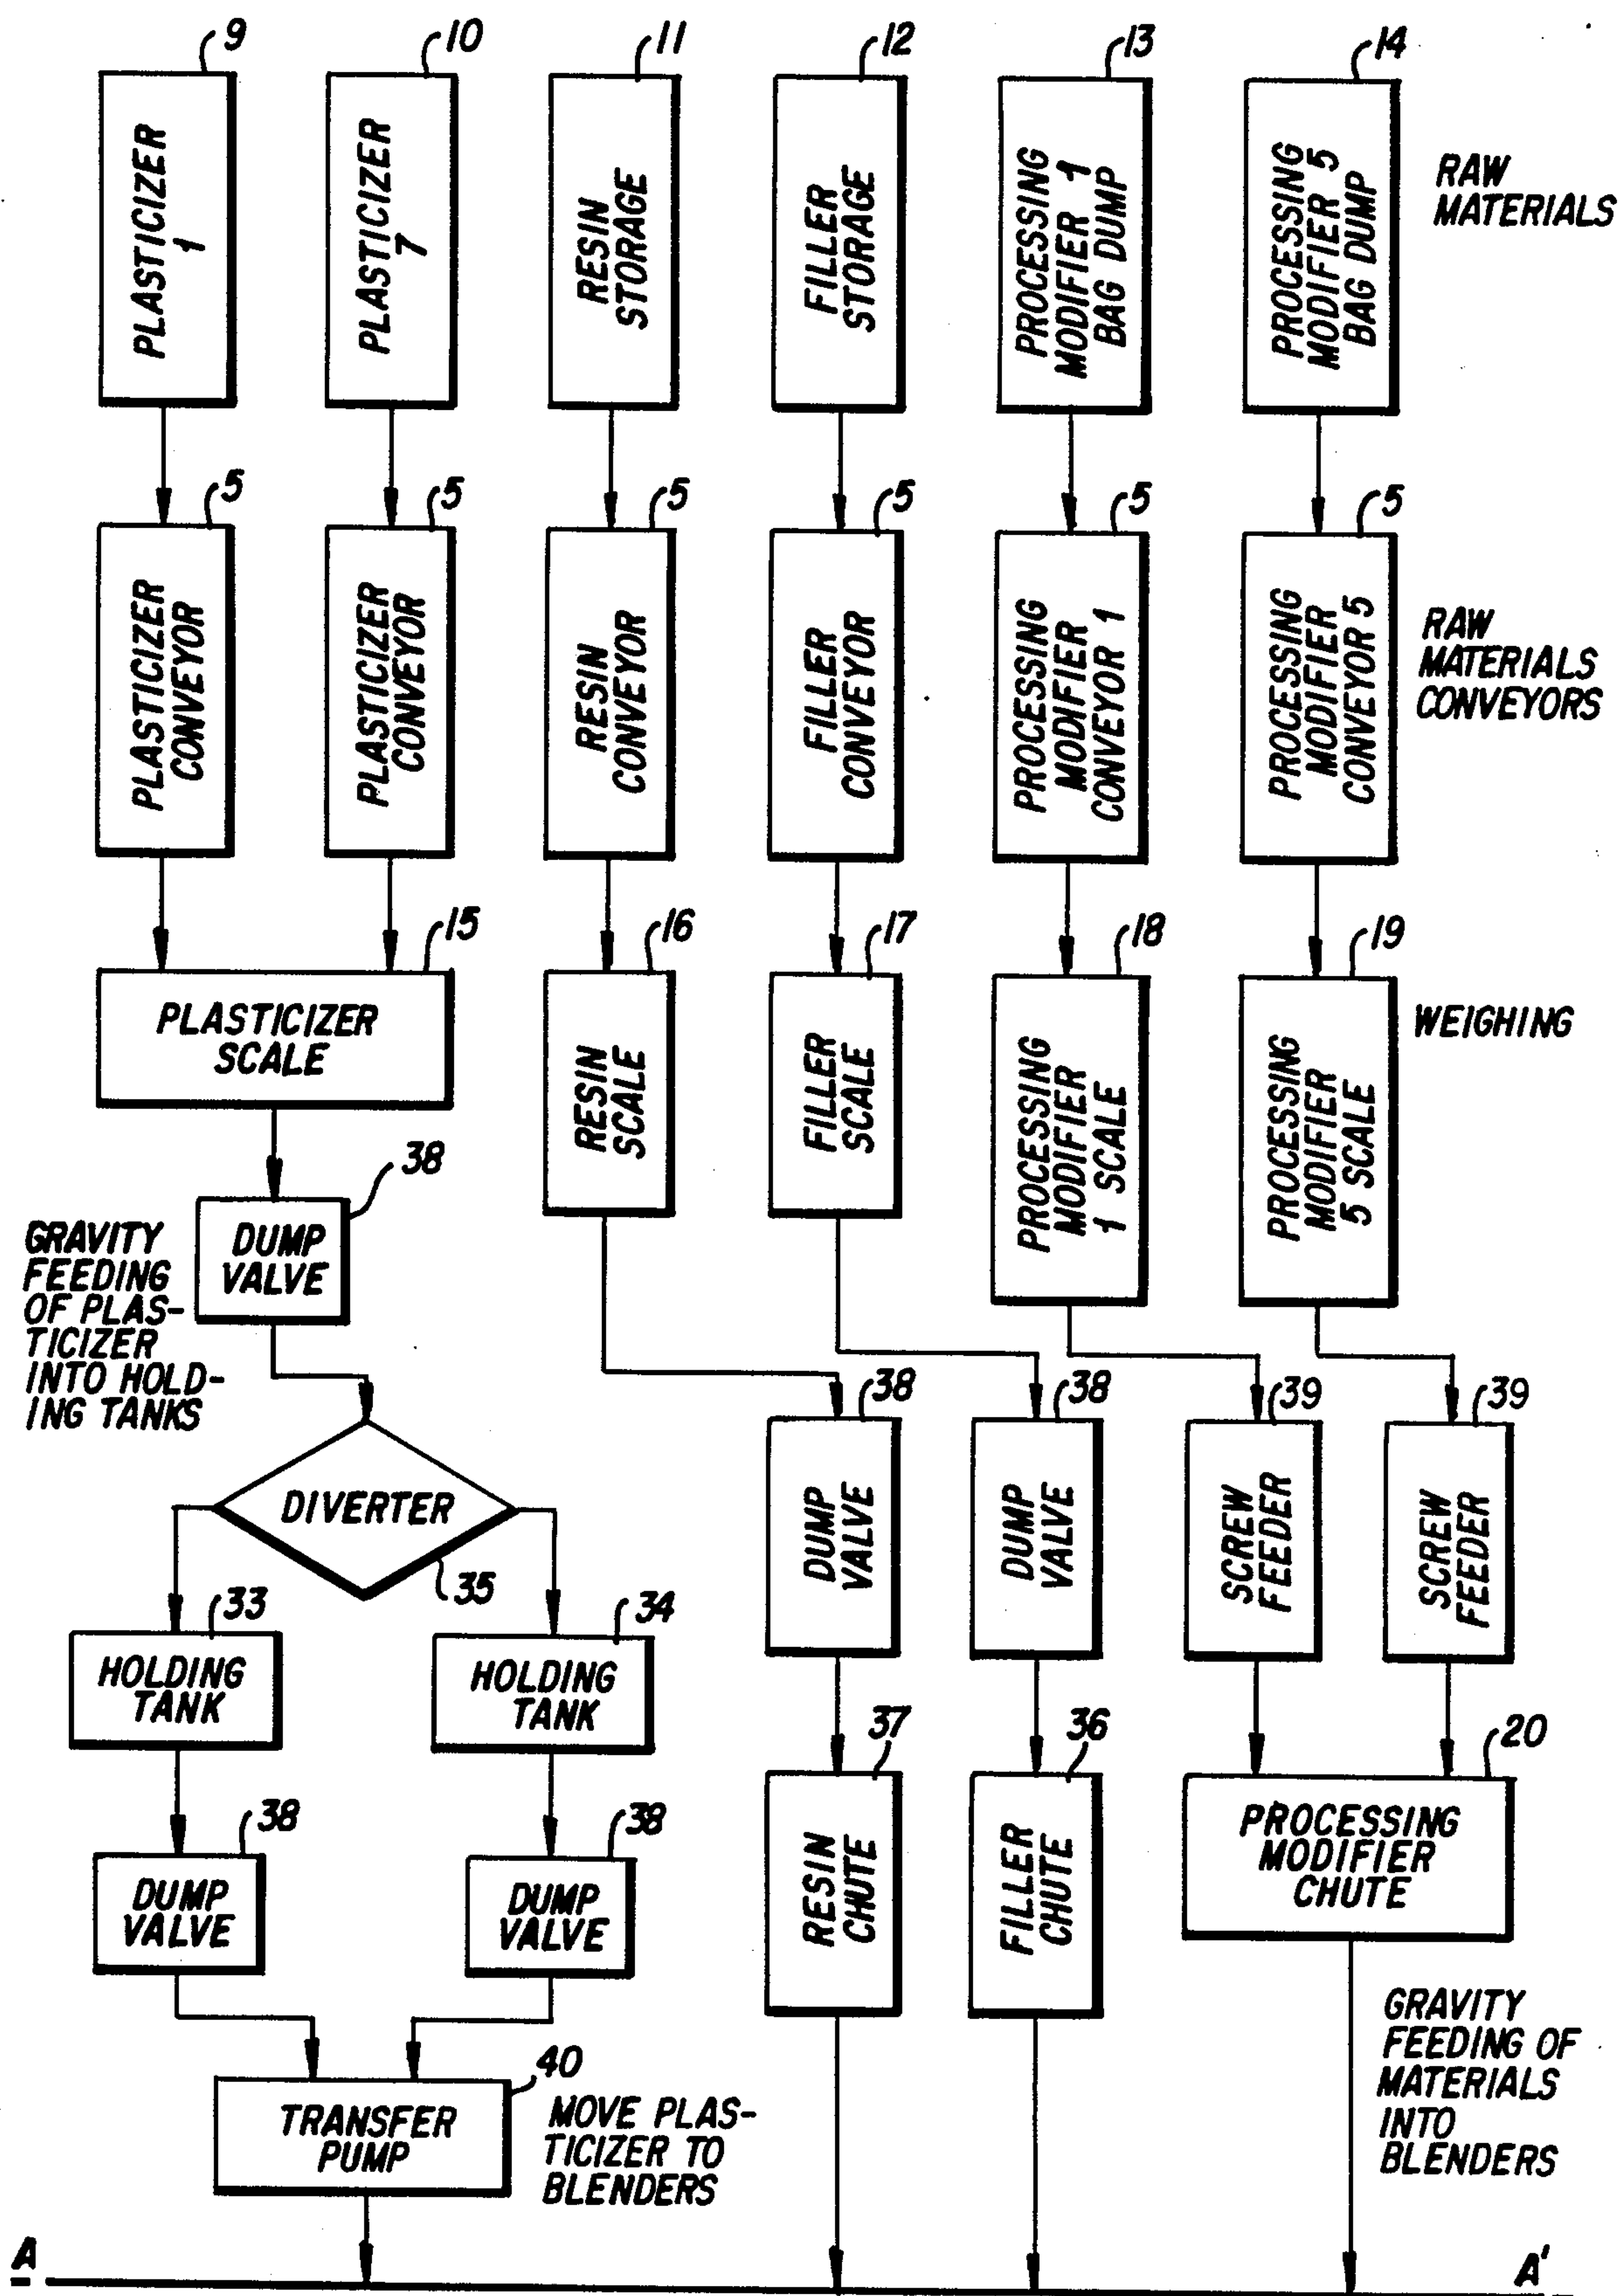 9
10
11
12
13
14
PLASTICIZER
1
PLASTICIZER
7
RESIN
STORAGE
FILLER
STORAGE
PROCESSING
MODIFIER 1
BAG DUMP
PROCESSING
MODIFIER 5
BAG DUMP
RAW
MATERIALS
5
5
5
5
5
5
PLASTICIZER
CONVEYOR
PLASTICIZER
CONVEYOR
RESIN
CONVEYOR
FILLER
CONVEYOR
PROCESSING
MODIFIER
CONVEYOR 1
PROCESSING
MODIFIER
CONVEYOR 5
RAW
MATERIALS
CONVEYORS
15
16
17
18
19
PLASTICIZER
SCALE
RESIN
SCALE
FILLER
SCALE
PROCESSING
MODIFIER
1 SCALE
PROCESSING
MODIFIER
5 SCALE
WEIGHING
38
DUMP
VALVE
GRAVITY
FEEDING
OF PLAS-
TICIZER
INTO HOLD-
ING TANKS
38
38
39
39
DIVERTER
35
DUMP
VALVE
DUMP
VALVE
SCREW
FEEDER
SCREW
FEEDER
33
34
HOLDING
TANK
HOLDING
TANK
37
36
20
38
38
DUMP
VALVE
DUMP
VALVE
RESIN
CHUTE
FILLER
CHUTE
PROCESSING
MODIFIER
CHUTE
40
TRANSFER
PUMP
MOVE PLAS-
TICIZER TO
BLENDERS
GRAVITY
FEEDING OF
MATERIALS
INTO
BLENDERS
A
A'